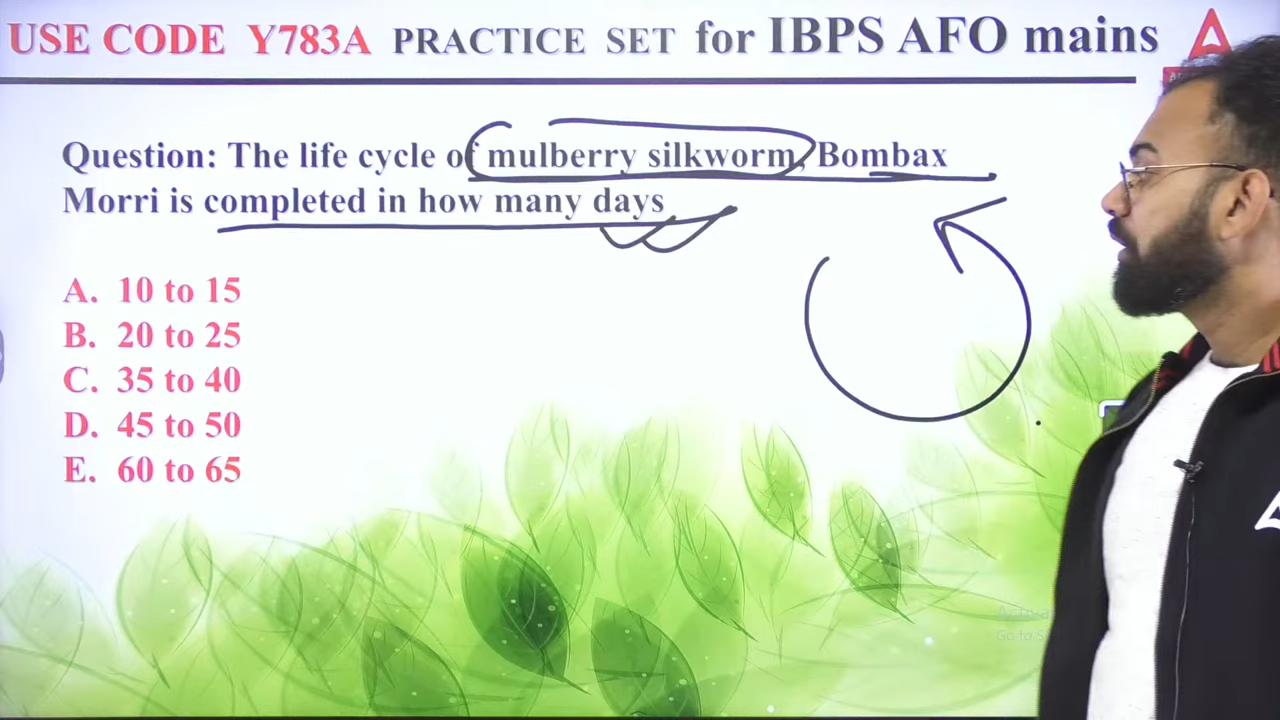 USE CODE Y783A PRACTICE SET for IBPS AFO mains
Question: The life cycle of mulberry silkworm, Bombax
Morri is completed in how many days
A. 10 to 15
B. 20 to 25
C. 35 to 40
D. 45 to 50
E. 60 to 65